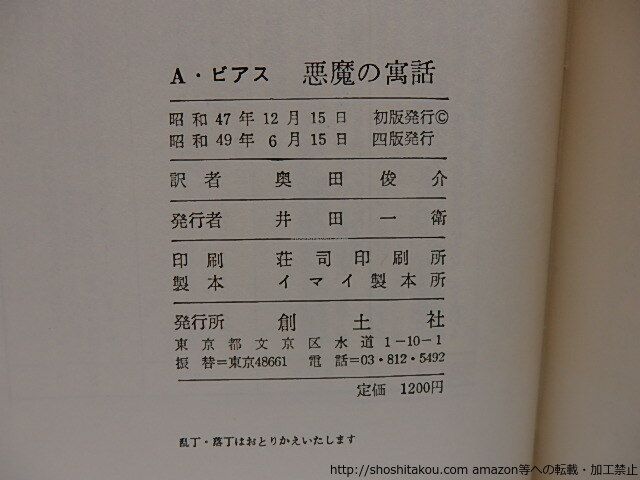 A・ビアス 悪魔の寓話
昭和47年12月15日 初版発行©
昭和49年6月15日 四版発行
訳者 奥田俊介
発行者 井田一衛
印刷 荘司印刷所
製本 イマイ製本所
発行所 創土社
東京都文京区水道1-10-1
振替=東京48661 電話=03・812・5492
定価 1200円
乱丁・落丁はおとりかえいたします
http://shoshitakou.com amazon等への転載・加工禁止